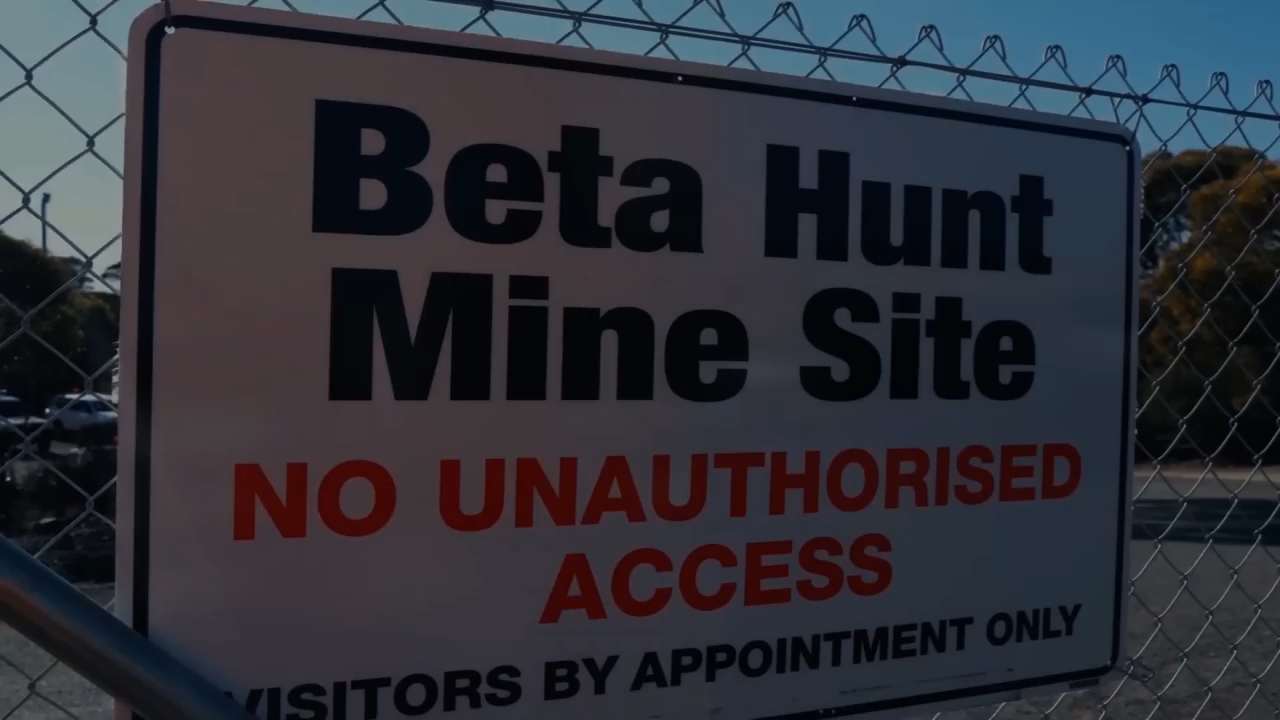 Beta Hunt
Mine Site
NO UNAUTHORISED
ACCESS
VISITORS BY APPOINTMENT ONLY